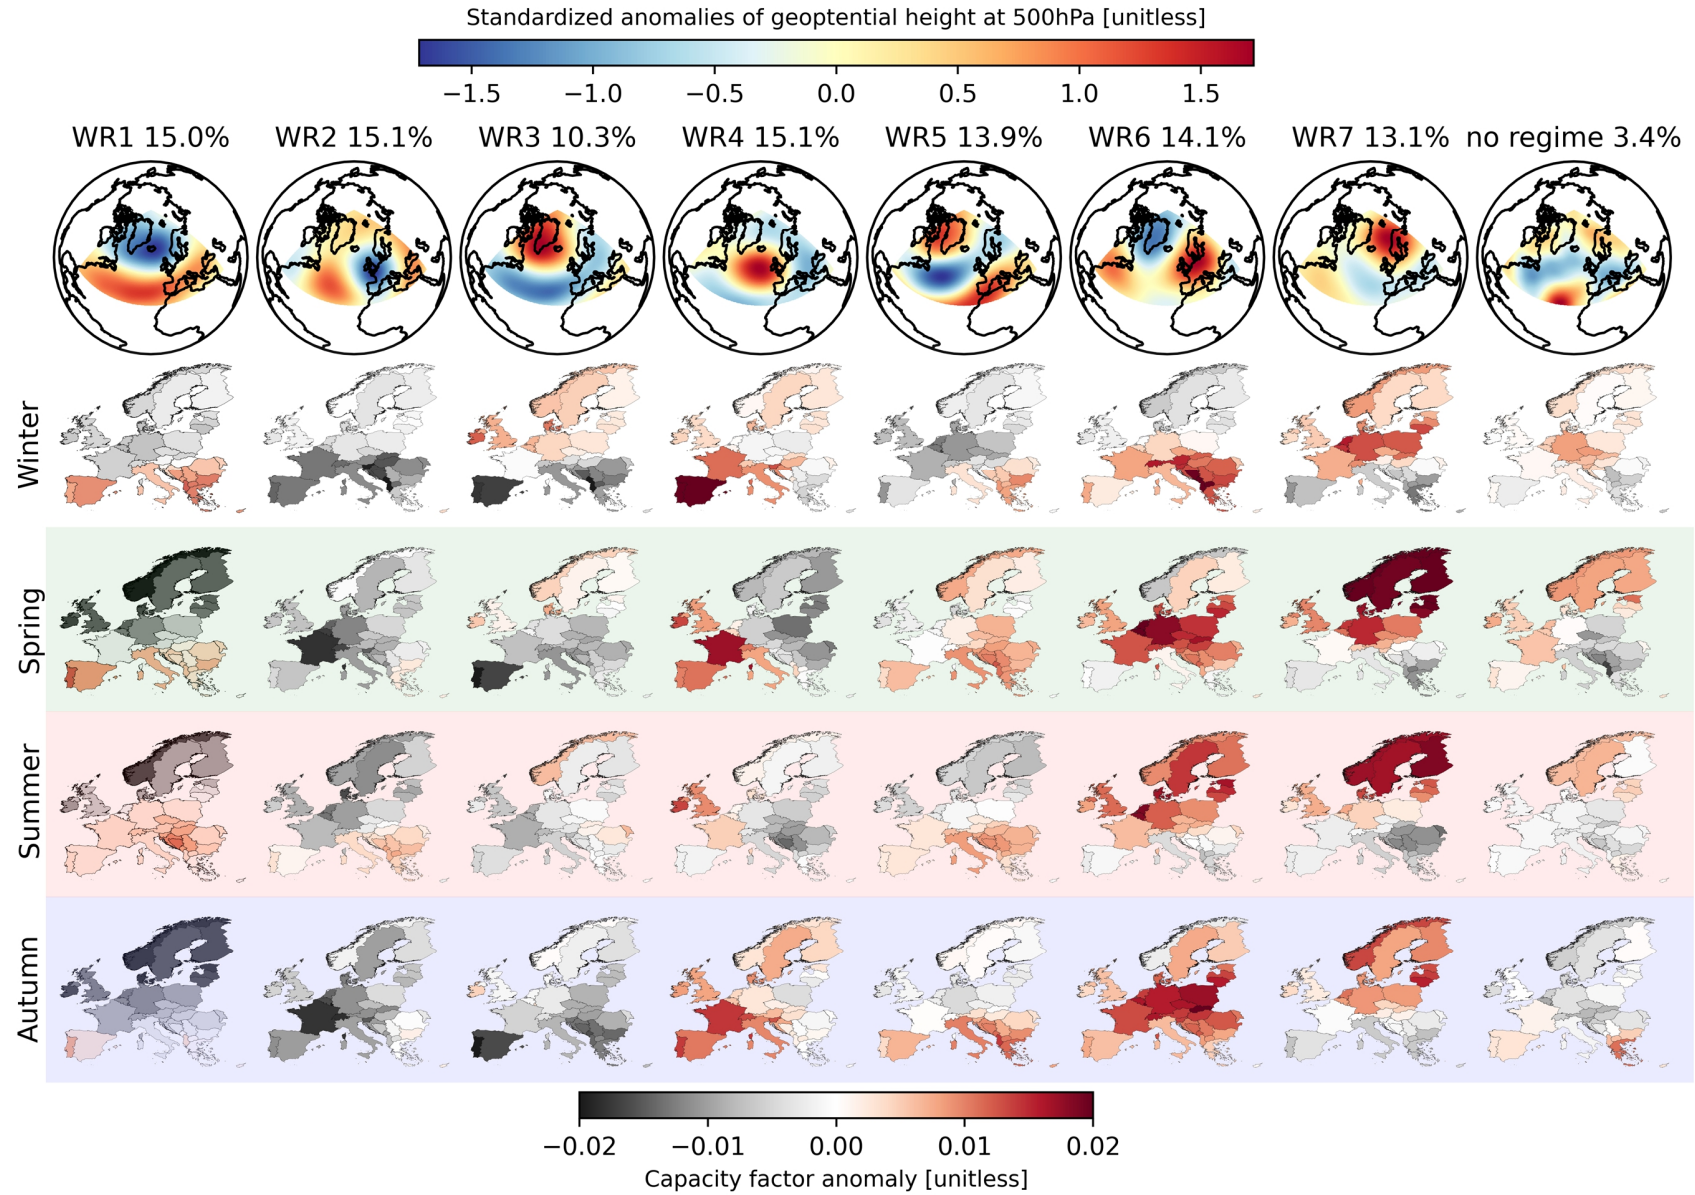 Standardized anomalies of geoptential height at 500hPa [unitless]
−1.5 −1.0 −0.5 0.0 0.5 1.0 1.5
WR1 15.0% WR2 15.1% WR3 10.3% WR4 15.1% WR5 13.9% WR6 14.1% WR7 13.1% no regime 3.4%
Winter
Spring
Summer
Autumn
−0.02 −0.01 0.00 0.01 0.02
Capacity factor anomaly [unitless]